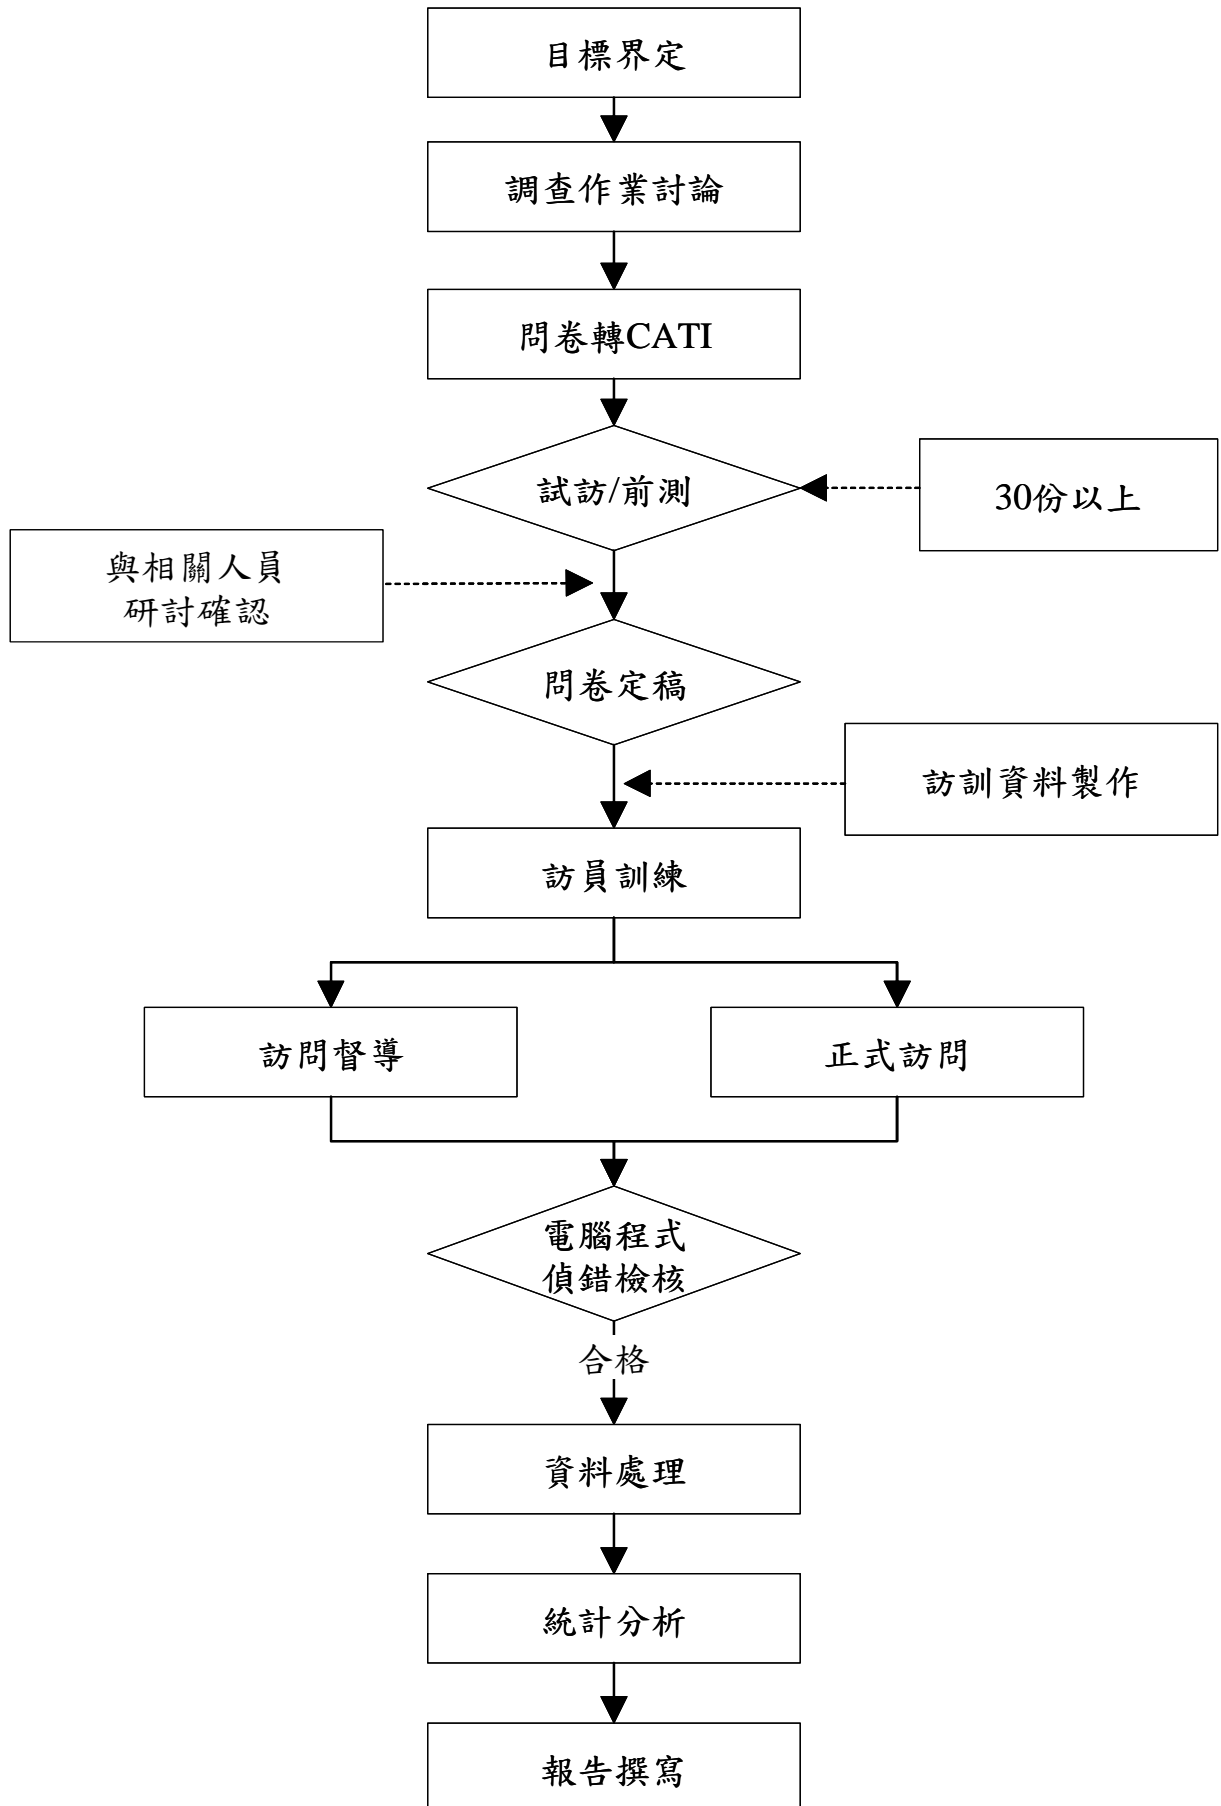 目標界定
調查作業討論
問卷轉CATI
試訪/前測
30份以上
與相關人員
研討確認
問卷定稿
訪訓資料製作
訪員訓練
訪問督導
正式訪問
電腦程式
偵錯檢核
合格
資料處理
統計分析
報告撰寫